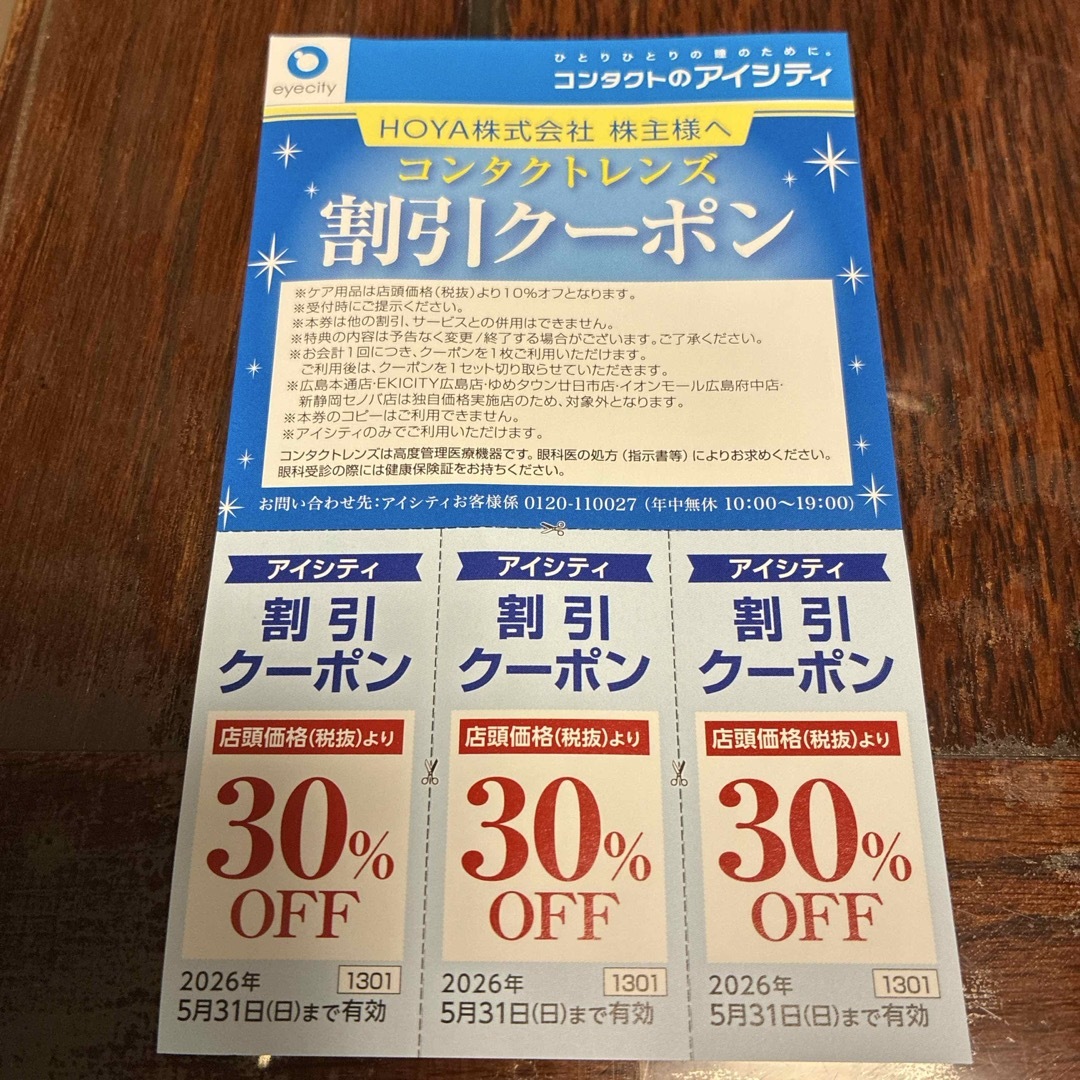 eyecity
ひとりひとりの瞳のために。
コンタクトのアイシティ
HOYA株式会社 株主様へ
コンタクトレンズ
割引クーポン
※ケア用品は店頭価格(税抜)より10%オフとなります。
※受付時にご提示ください。
※本券は他の割引、サービスとの併用はできません。
※特典の内容は予告なく変更/終了する場合がございます。ご了承ください。
※お会計1回につき、クーポンを1枚ご利用いただけます。
ご利用後は、クーポンを1セット切り取らせていただきます。
※広島本通店・EKICITY広島店・ゆめタウン廿日市店・イオンモール広島府中店・
新静岡セノバ店は独自価格実施店のため、対象外となります。
※本券のコピーはご利用できません。
※アイシティのみでご利用いただけます。
コンタクトレンズは高度管理医療機器です。眼科医の処方(指示書等)によりお求めください。
眼科受診の際には健康保険証をお持ちください。
お問い合わせ先:アイシティお客様係 0120-110027 (年中無休 10:00〜19:00)
アイシティ
割引
クーポン
店頭価格(税抜)より
30%
OFF
2026年 1301
5月31日(日)まで有効
アイシティ
割引
クーポン
店頭価格(税抜)より
30%
OFF
2026年 1301
5月31日(日)まで有効
アイシティ
割引
クーポン
店頭価格(税抜)より
30%
OFF
2026年 1301
5月31日(日)まで有効